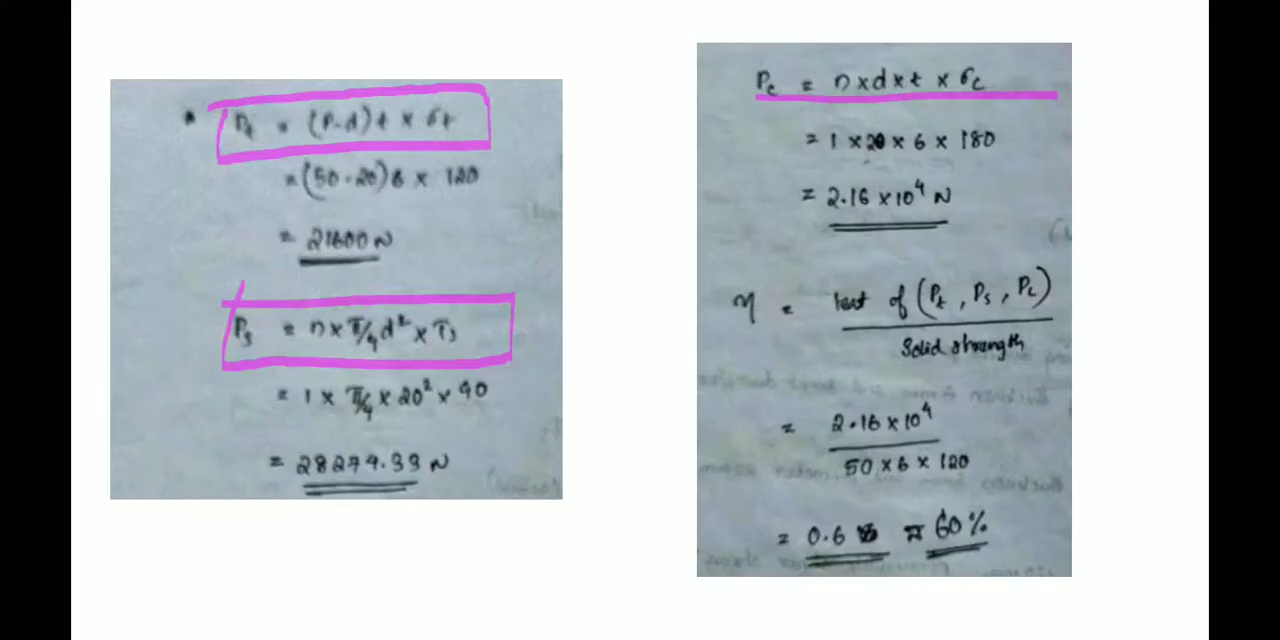 Pt = (P-d) t × σt
= (50-20) 6 × 120
= 21600 N
Ps = n × π/4 d² × τs
= 1 × π/4 × 20² × 90
= 28274.33 N
Pc = n × d × t × σc
= 1 × 20 × 6 × 180
= 2.16 × 10⁴ N
η = least of (Pt, Ps, Pc)
Solid strength
= 2.16 × 10⁴
50 × 6 × 120
= 0.6 = 60%